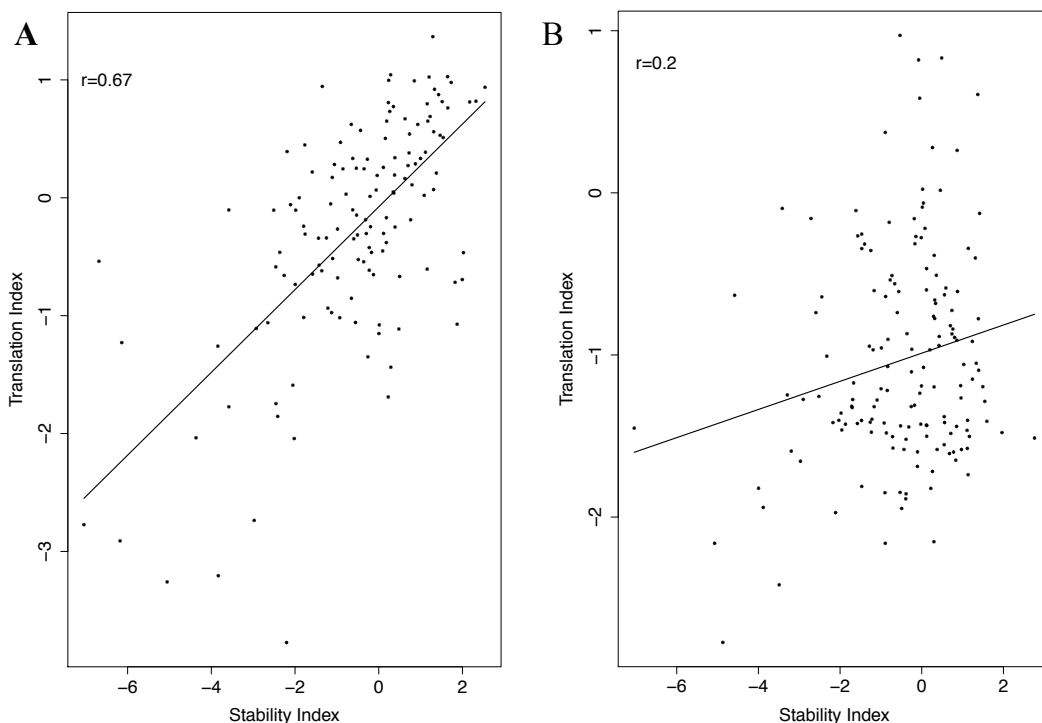 A
r=0.67
Translation Index
1
0
−1
−2
−3
−6
−4
−2
0
2
Stability Index
B
r=0.2
Translation Index
1
0
−1
−2
−6
−4
−2
0
2
Stability Index